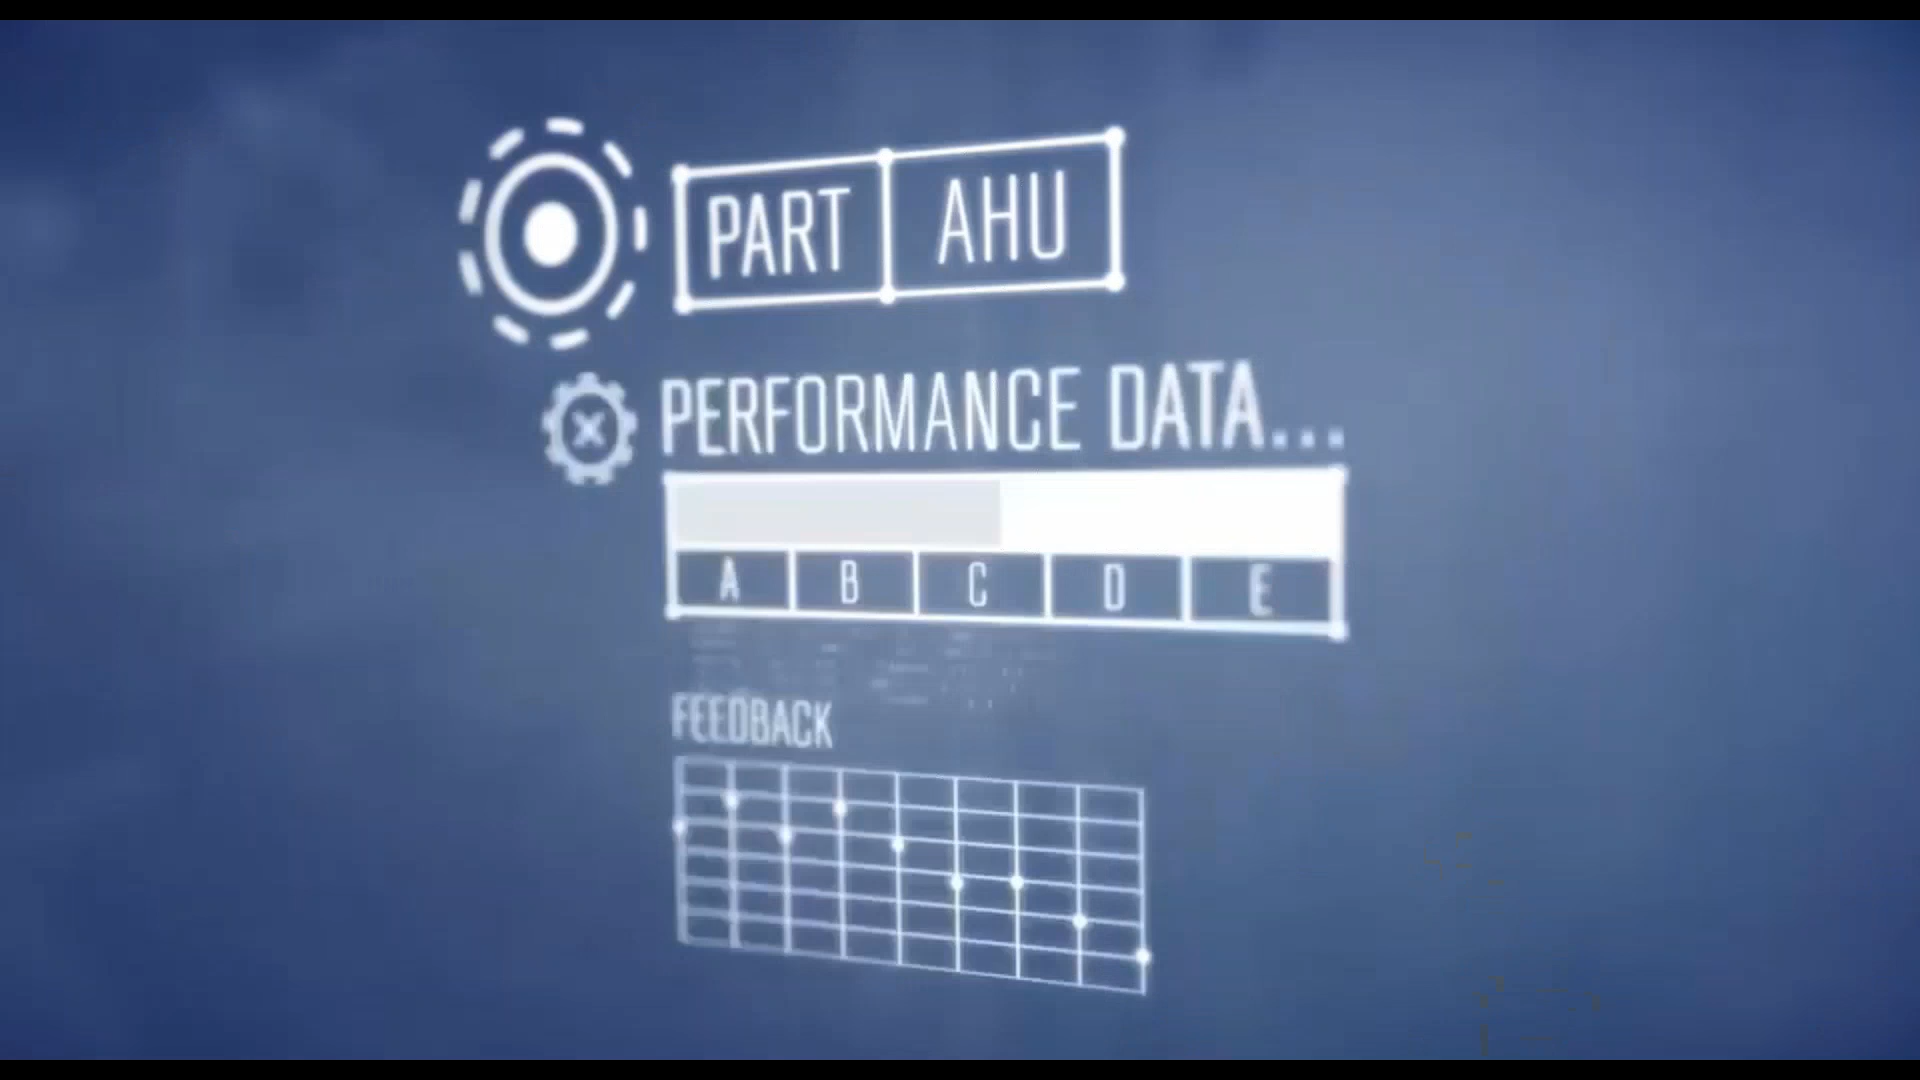 PART AHU
PERFORMANCE DATA...
A B C D E
FEEDBACK